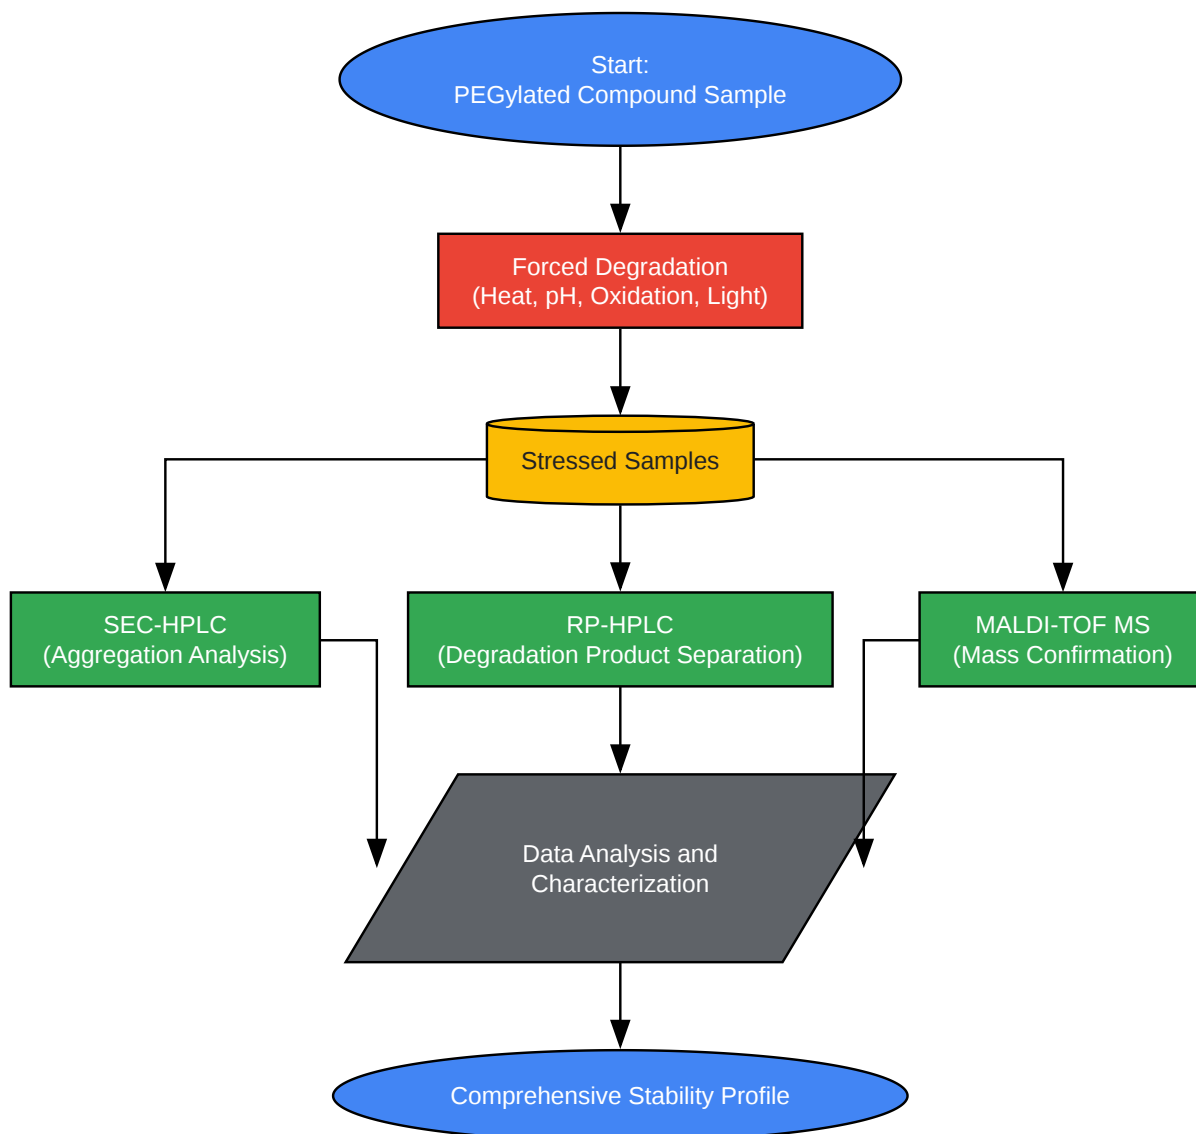 Start:
PEGylated Compound Sample
Forced Degradation
(Heat, pH, Oxidation, Light)
Stressed Samples
SEC-HPLC
(Aggregation Analysis)
RP-HPLC
(Degradation Product Separation)
MALDI-TOF MS
(Mass Confirmation)
Data Analysis and
Characterization
Comprehensive Stability Profile